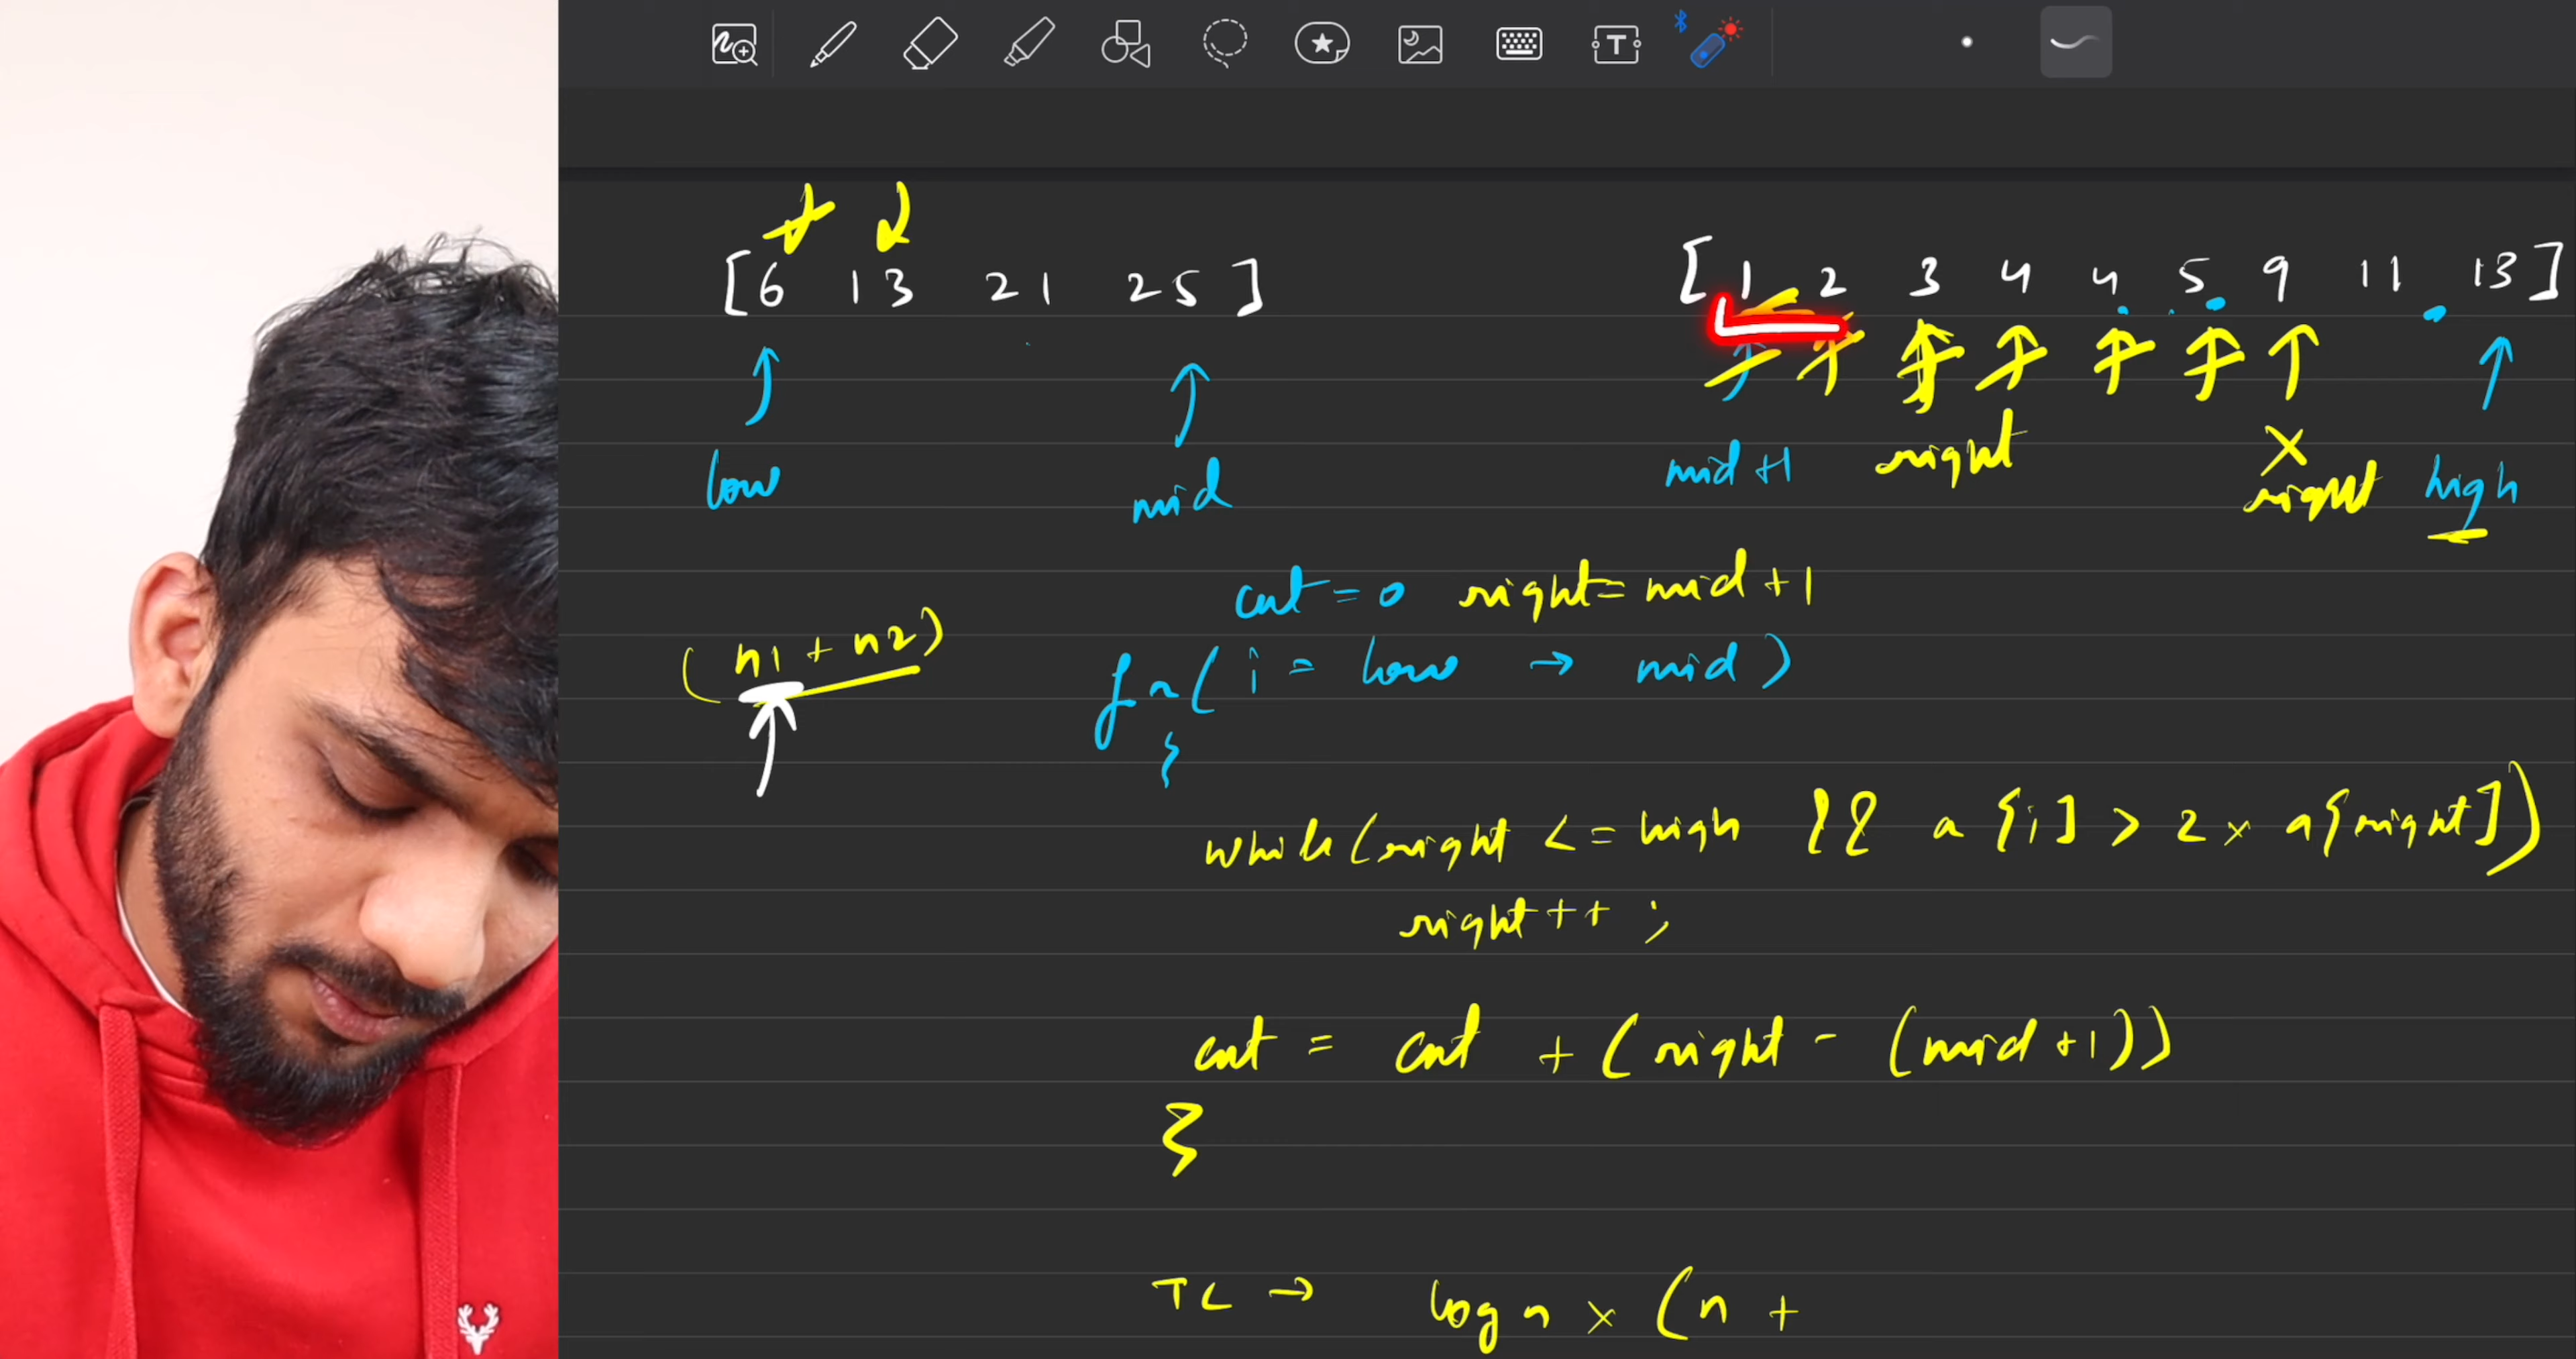 [6 13 21 25]
[1 2 3 4 4 5 9 11 13]
low mid
mid+1 right
X
right high
cnt = 0 right = mid + 1
(n1 + n2)
for( i = low → mid)
{
while(right <= high && a[i] > 2 x a[right])
right++ ;
cnt = cnt + (right - (mid+1))
}
TC → log n x (n +